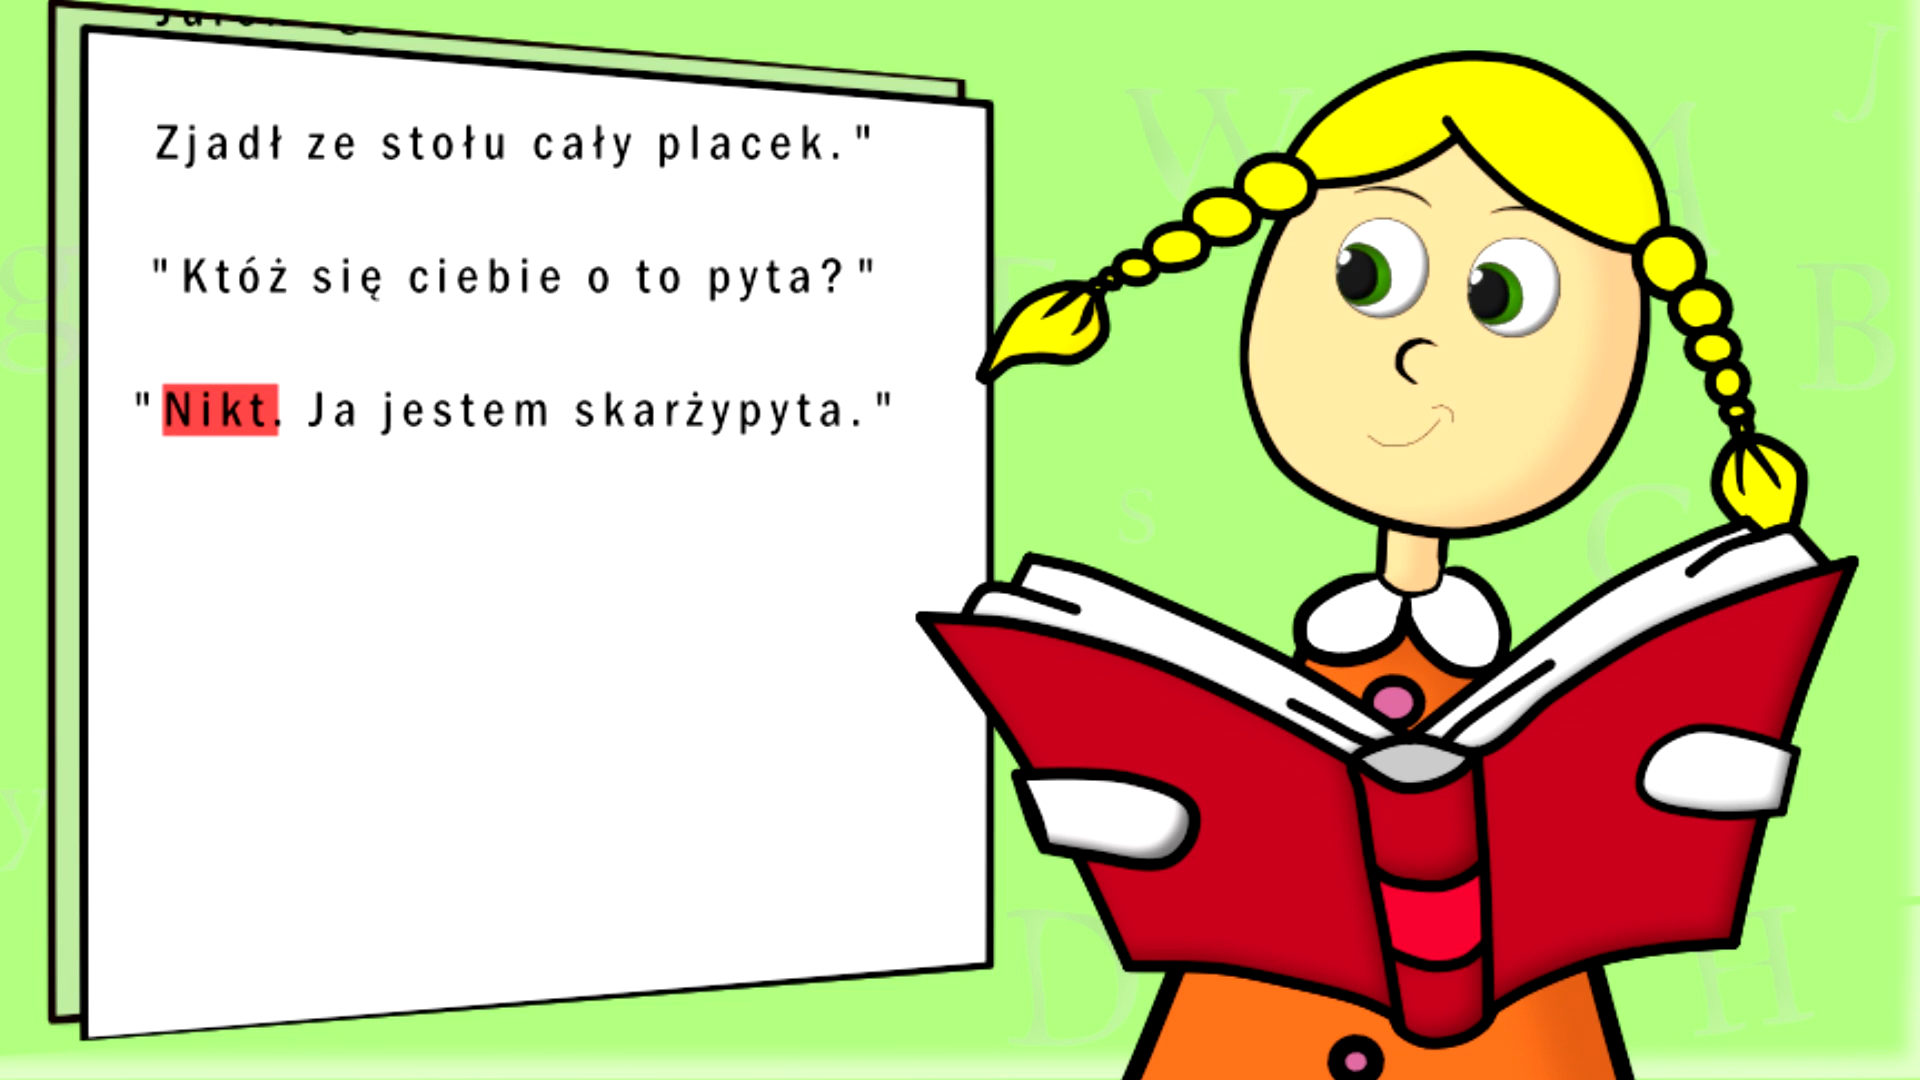 Zjadł ze stołu cały placek."
"Któż się ciebie o to pyta?"
"Nikt. Ja jestem skarżypyta."